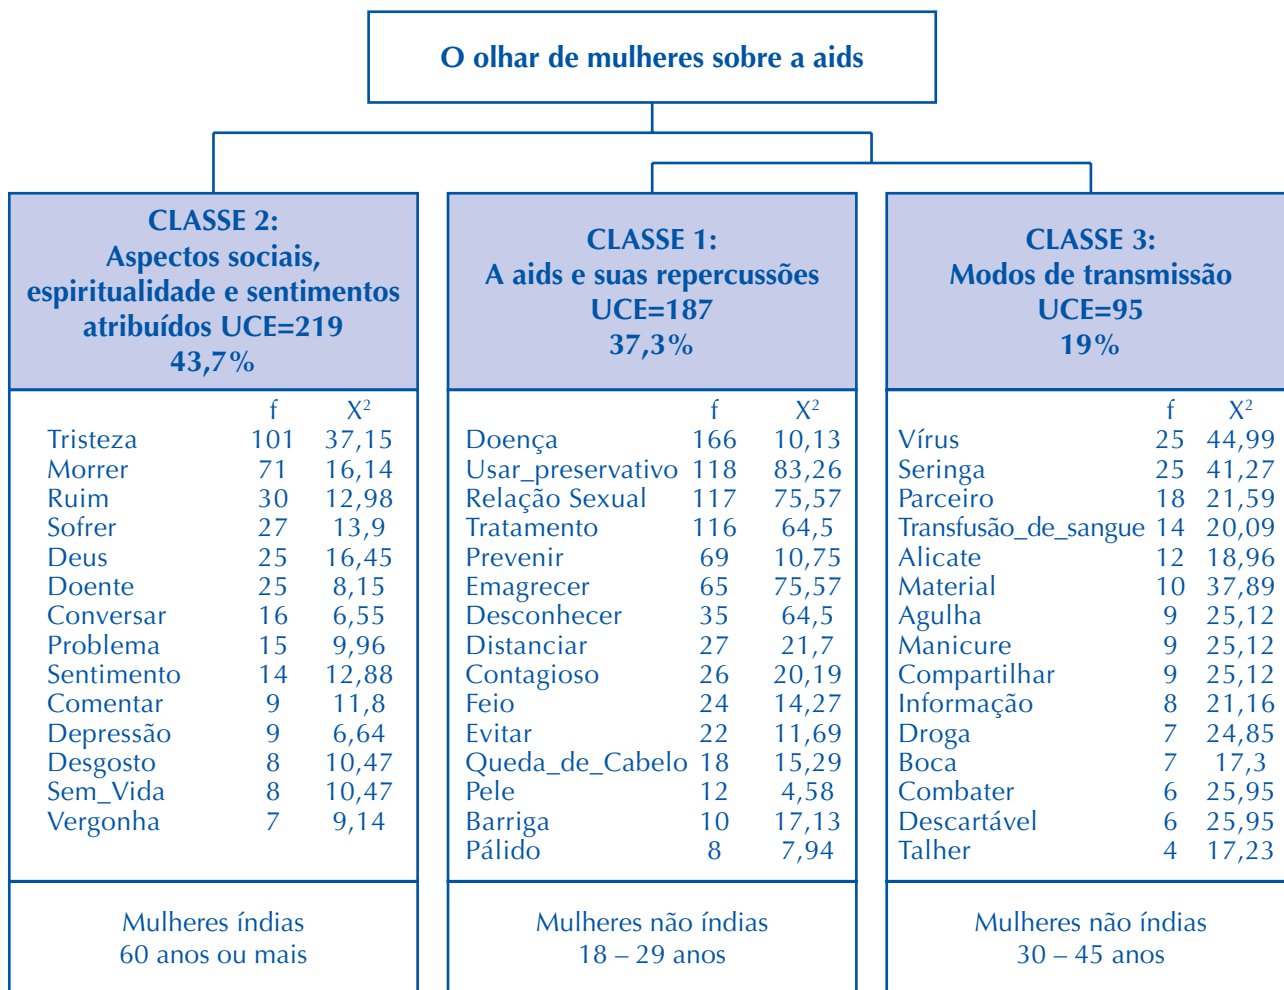 O olhar de mulheres sobre a aids
CLASSE 2:
Aspectos sociais,
espiritualidade e sentimentos
atribuídos UCE=219
43,7%
f X²
Tristeza 101 37,15
Morrer 71 16,14
Ruim 30 12,98
Sofrer 27 13,9
Deus 25 16,45
Doente 25 8,15
Conversar 16 6,55
Problema 15 9,96
Sentimento 14 12,88
Comentar 9 11,8
Depressão 9 6,64
Desgosto 8 10,47
Sem_Vida 8 10,47
Vergonha 7 9,14
Mulheres índias
60 anos ou mais
CLASSE 1:
A aids e suas repercussões
UCE=187
37,3%
f X²
Doença 166 10,13
Usar_preservativo 118 83,26
Relação Sexual 117 75,57
Tratamento 116 64,5
Prevenir 69 10,75
Emagrecer 65 75,57
Desconhecer 35 64,5
Distanciar 27 21,7
Contagioso 26 20,19
Feio 24 14,27
Evitar 22 11,69
Queda_de_Cabelo 18 15,29
Pele 12 4,58
Barriga 10 17,13
Pálido 8 7,94
Mulheres não índias
18 – 29 anos
CLASSE 3:
Modos de transmissão
UCE=95
19%
f X²
Vírus 25 44,99
Seringa 25 41,27
Parceiro 18 21,59
Transfusão_de_sangue 14 20,09
Alicate 12 18,96
Material 10 37,89
Agulha 9 25,12
Manicure 9 25,12
Compartilhar 9 25,12
Informação 8 21,16
Droga 7 24,85
Boca 7 17,3
Combater 6 25,95
Descartável 6 25,95
Talher 4 17,23
Mulheres não índias
30 – 45 anos